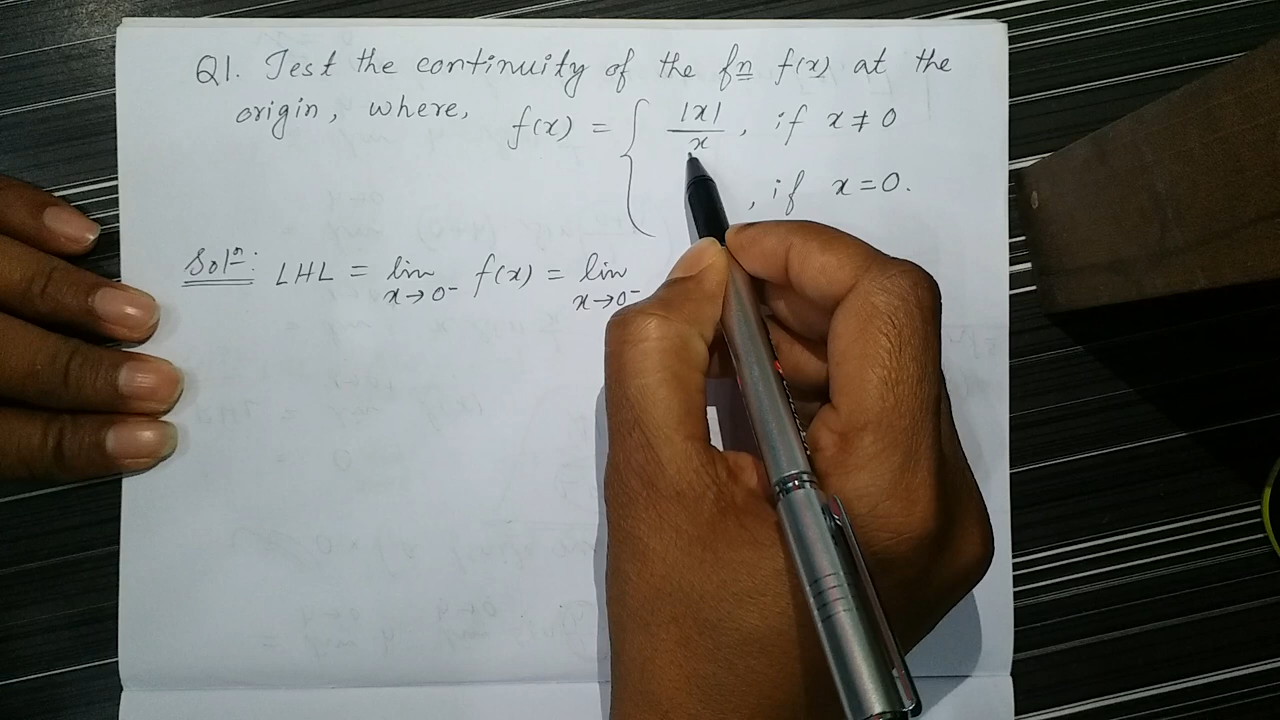 Q1. Test the continuity of the fn f(x) at the
origin, where, f(x) = { |x|/x , if x ≠ 0
, if x = 0.
Solⁿ: LHL = lim x→0⁻ f(x) = lim x→0⁻